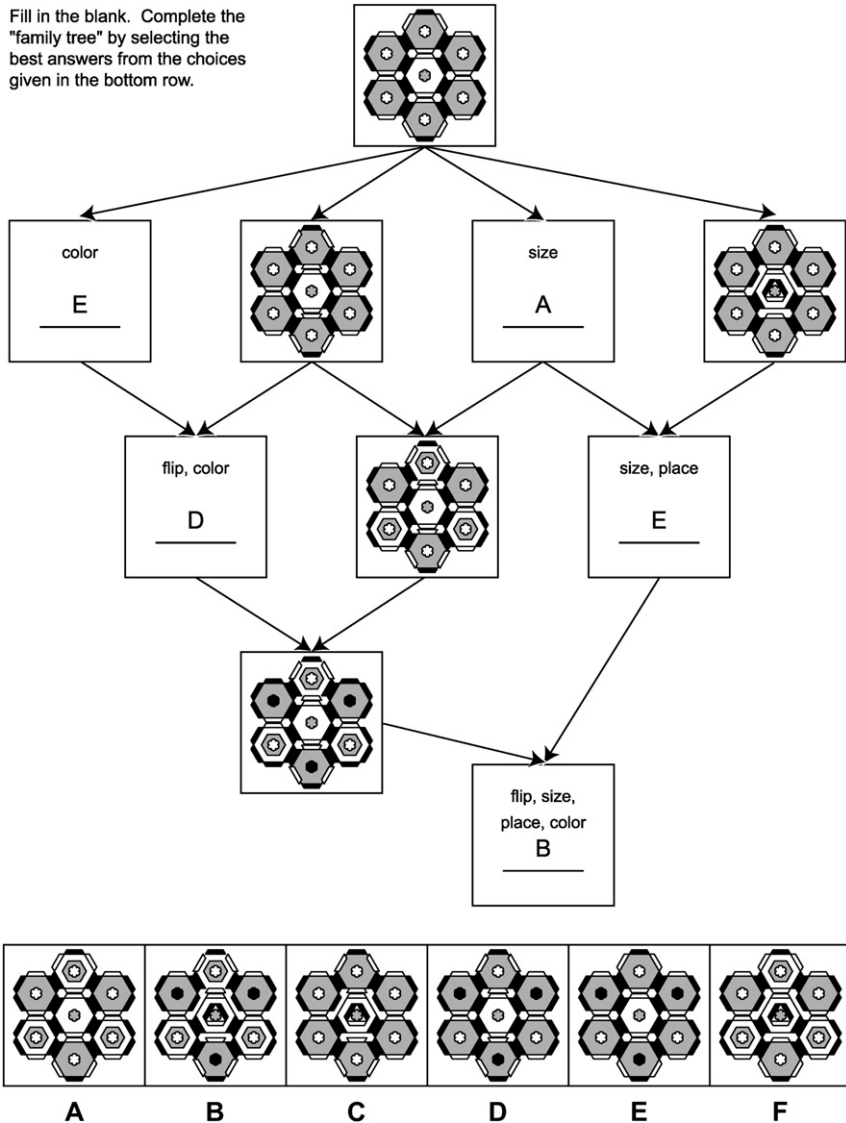 Fill in the blank.  Complete the
"family tree" by selecting the
best answers from the choices
given in the bottom row.
color
E
size
A
flip, color
D
size, place
E
flip, size,
place, color
B
A B C D E F